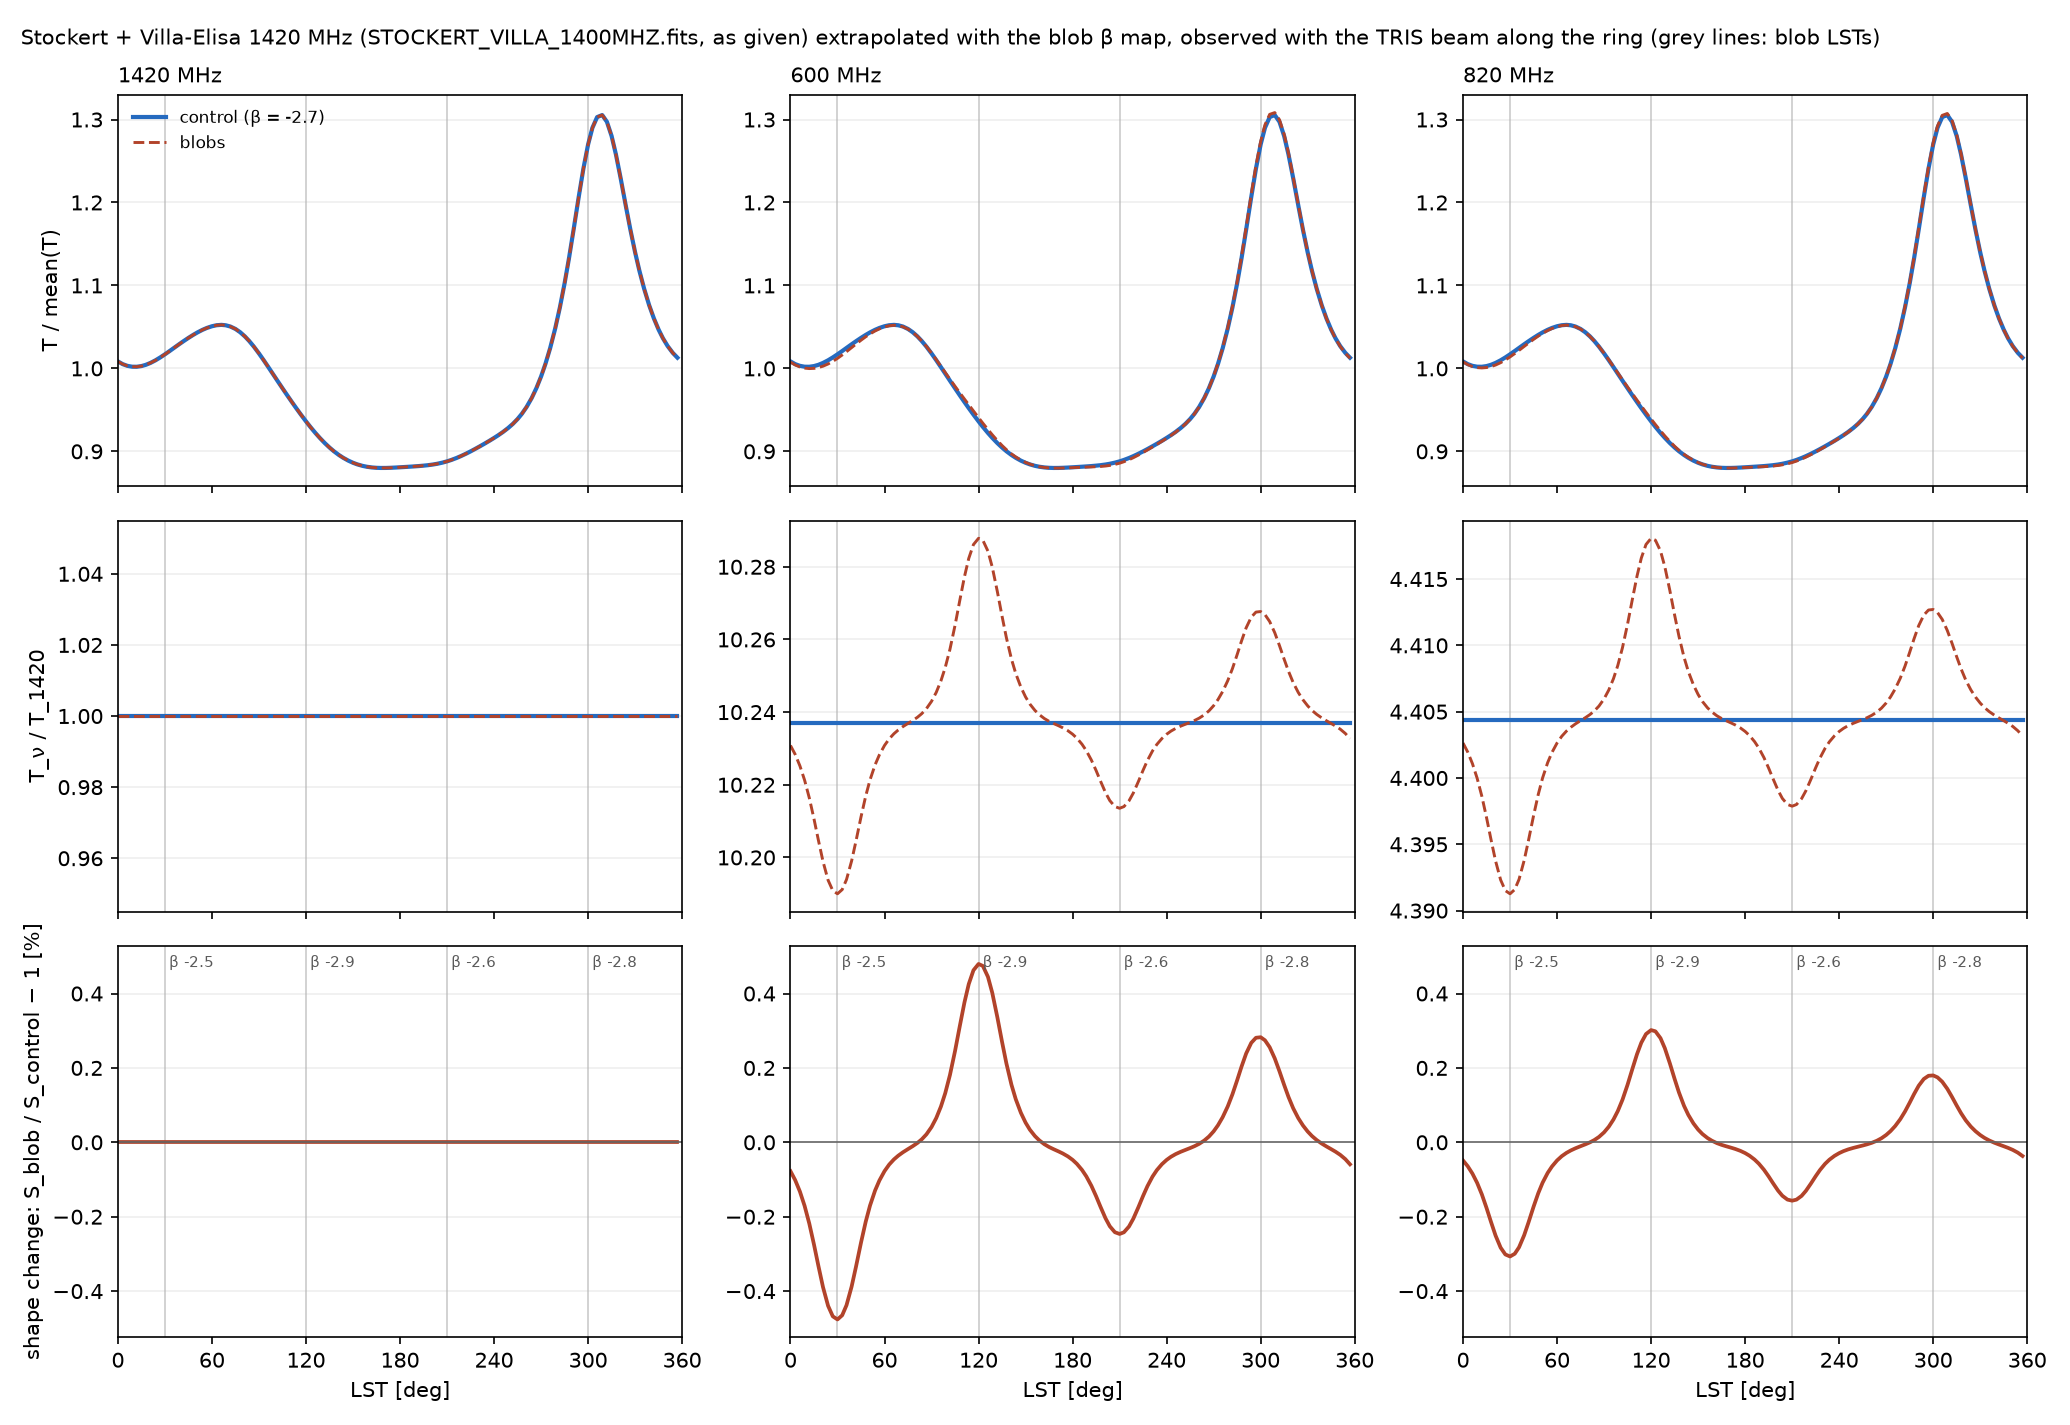 Stockert + Villa-Elisa 1420 MHz (STOCKERT_VILLA_1400MHZ.fits, as given) extrapolated with the blob β map, observed with the TRIS beam along the ring (grey lines: blob LSTs)
1420 MHz
600 MHz
820 MHz
T / mean(T)
1.3
1.2
1.1
1.0
0.9
control (β = -2.7)
blobs
1.3
1.2
1.1
1.0
0.9
1.3
1.2
1.1
1.0
0.9
T_ν / T_1420
1.04
1.02
1.00
0.98
0.96
10.28
10.26
10.24
10.22
10.20
4.415
4.410
4.405
4.400
4.395
4.390
shape change: S_blob / S_control − 1 [%]
0.4
0.2
0.0
−0.2
−0.4
β -2.5
β -2.9
β -2.6
β -2.8
0 60 120 180 240 300 360
LST [deg]
0.4
0.2
0.0
−0.2
−0.4
β -2.5
β -2.9
β -2.6
β -2.8
0 60 120 180 240 300 360
LST [deg]
0.4
0.2
0.0
−0.2
−0.4
β -2.5
β -2.9
β -2.6
β -2.8
0 60 120 180 240 300 360
LST [deg]